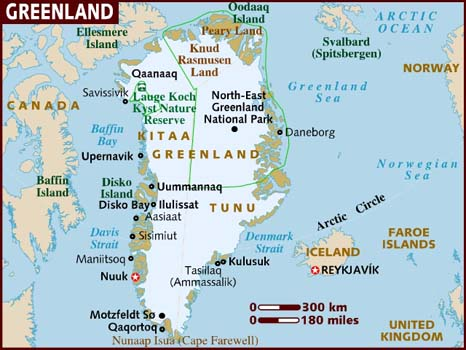 GREENLAND
Oodaaq
Island
Ellesmere
Island
Peary Land
Knud
Rasmussen
Land
ARCTIC
OCEAN
Svalbard
(Spitsbergen)
NORWAY
Qaanaaq
Savissivik
Lauge Koch
Kyst Nature
Reserve
North-East
Greenland
National Park
Greenland
Sea
Daneborg
CANADA
Baffin
Bay
KITAA
GREENLAND
Upernavik
Norwegian
Sea
Baffin
Island
Disko
Island
Uummannaq
Disko Bay
Ilulissat
Aasiaat
TUNU
Arctic Circle
Davis
Strait
Sisimiut
Denmark
Strait
FAROE
ISLANDS
Maniitsoq
Kulusuk
Tasiilaq
(Ammassalik)
ICELAND
REYKJAVÍK
Nuuk
300 km
180 miles
Motzfeldt Sø
Qaqortoq
Nunaap Isua (Cape Farewell)
UNITED
KINGDOM